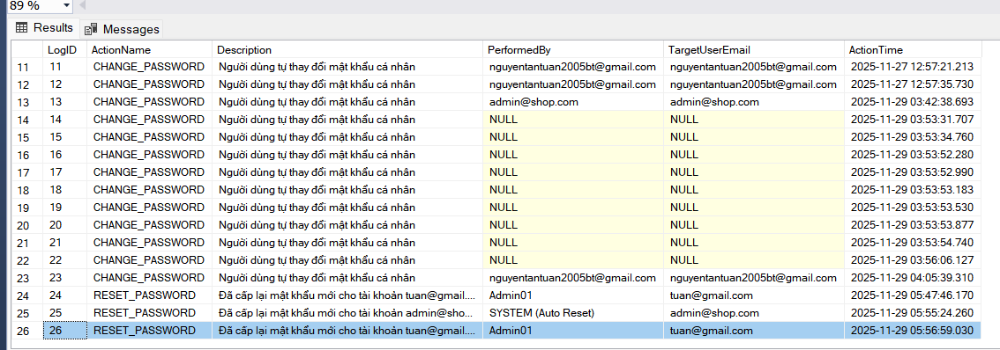 89 %
Results Messages
LogID ActionName Description PerformedBy TargetUserEmail ActionTime
11 11 CHANGE_PASSWORD Người dùng tự thay đổi mật khẩu cá nhân nguyentantuan2005bt@gmail.com nguyentantuan2005bt@gmail.com 2025-11-27 12:57:21.213
12 12 CHANGE_PASSWORD Người dùng tự thay đổi mật khẩu cá nhân nguyentantuan2005bt@gmail.com nguyentantuan2005bt@gmail.com 2025-11-27 12:57:35.730
13 13 CHANGE_PASSWORD Người dùng tự thay đổi mật khẩu cá nhân admin@shop.com admin@shop.com 2025-11-29 03:42:38.693
14 14 CHANGE_PASSWORD Người dùng tự thay đổi mật khẩu cá nhân NULL NULL 2025-11-29 03:53:31.707
15 15 CHANGE_PASSWORD Người dùng tự thay đổi mật khẩu cá nhân NULL NULL 2025-11-29 03:53:34.760
16 16 CHANGE_PASSWORD Người dùng tự thay đổi mật khẩu cá nhân NULL NULL 2025-11-29 03:53:52.280
17 17 CHANGE_PASSWORD Người dùng tự thay đổi mật khẩu cá nhân NULL NULL 2025-11-29 03:53:52.990
18 18 CHANGE_PASSWORD Người dùng tự thay đổi mật khẩu cá nhân NULL NULL 2025-11-29 03:53:53.183
19 19 CHANGE_PASSWORD Người dùng tự thay đổi mật khẩu cá nhân NULL NULL 2025-11-29 03:53:53.530
20 20 CHANGE_PASSWORD Người dùng tự thay đổi mật khẩu cá nhân NULL NULL 2025-11-29 03:53:53.877
21 21 CHANGE_PASSWORD Người dùng tự thay đổi mật khẩu cá nhân NULL NULL 2025-11-29 03:53:54.740
22 22 CHANGE_PASSWORD Người dùng tự thay đổi mật khẩu cá nhân NULL NULL 2025-11-29 03:56:06.127
23 23 CHANGE_PASSWORD Người dùng tự thay đổi mật khẩu cá nhân nguyentantuan2005bt@gmail.com nguyentantuan2005bt@gmail.com 2025-11-29 04:05:39.310
24 24 RESET_PASSWORD Đã cấp lại mật khẩu mới cho tài khoản tuan@gmail.... Admin01 tuan@gmail.com 2025-11-29 05:47:46.170
25 25 RESET_PASSWORD Đã cấp lại mật khẩu mới cho tài khoản admin@sho... SYSTEM (Auto Reset) admin@shop.com 2025-11-29 05:55:24.260
26 26 RESET_PASSWORD Đã cấp lại mật khẩu mới cho tài khoản tuan@gmail.... Admin01 tuan@gmail.com 2025-11-29 05:56:59.030